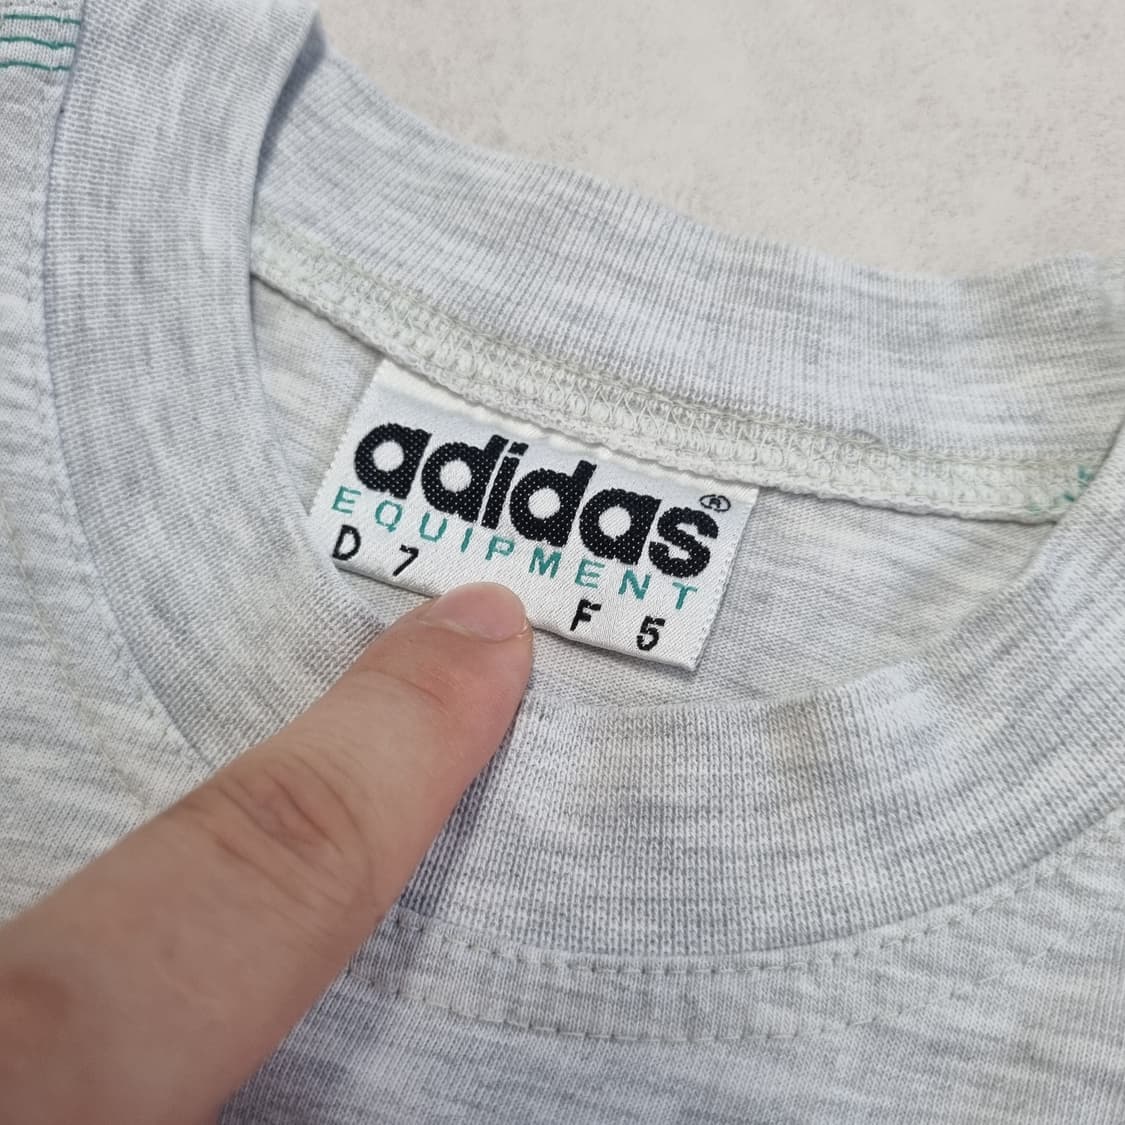 adidas®
EQUIPMENT
D 7 F 5